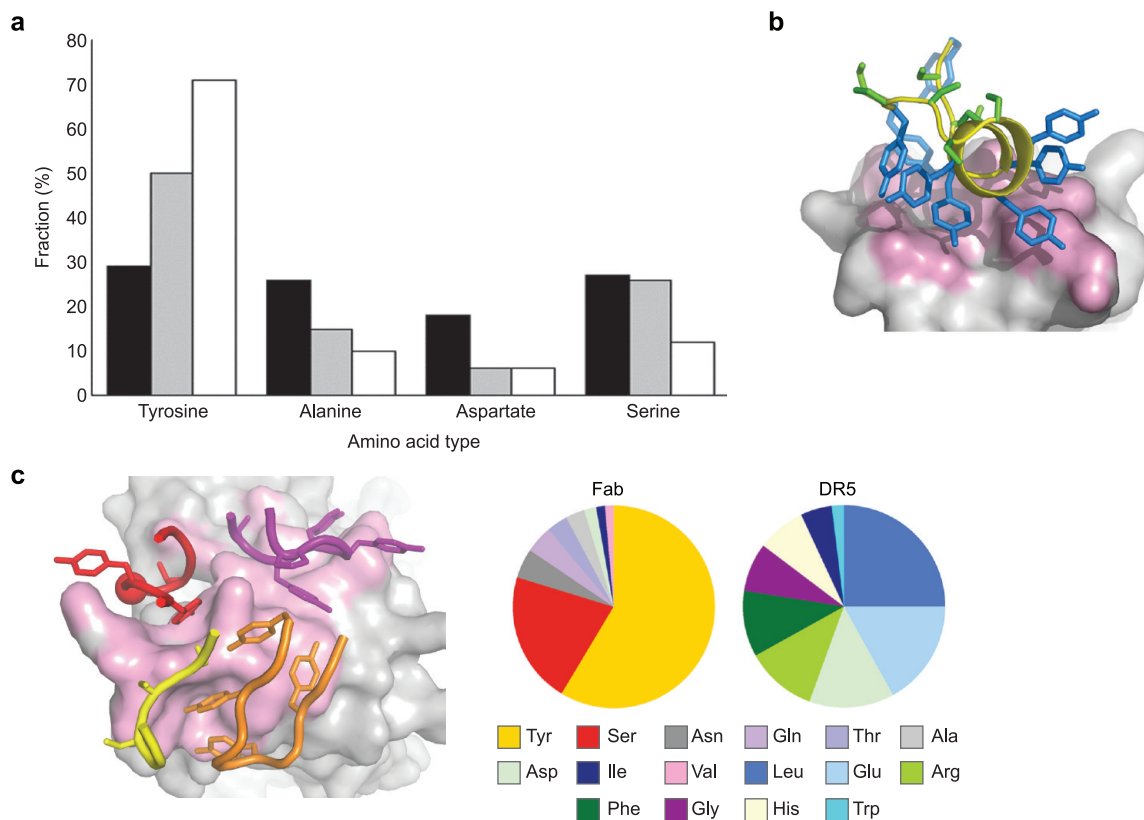 a
80
70
60
50
40
30
20
10
0
Fraction (%)
Tyrosine Alanine Aspartate Serine
Amino acid type
b
c
Fab DR5
Tyr Ser Asn Gln Thr Ala
Asp Ile Val Leu Glu Arg
Phe Gly His Trp